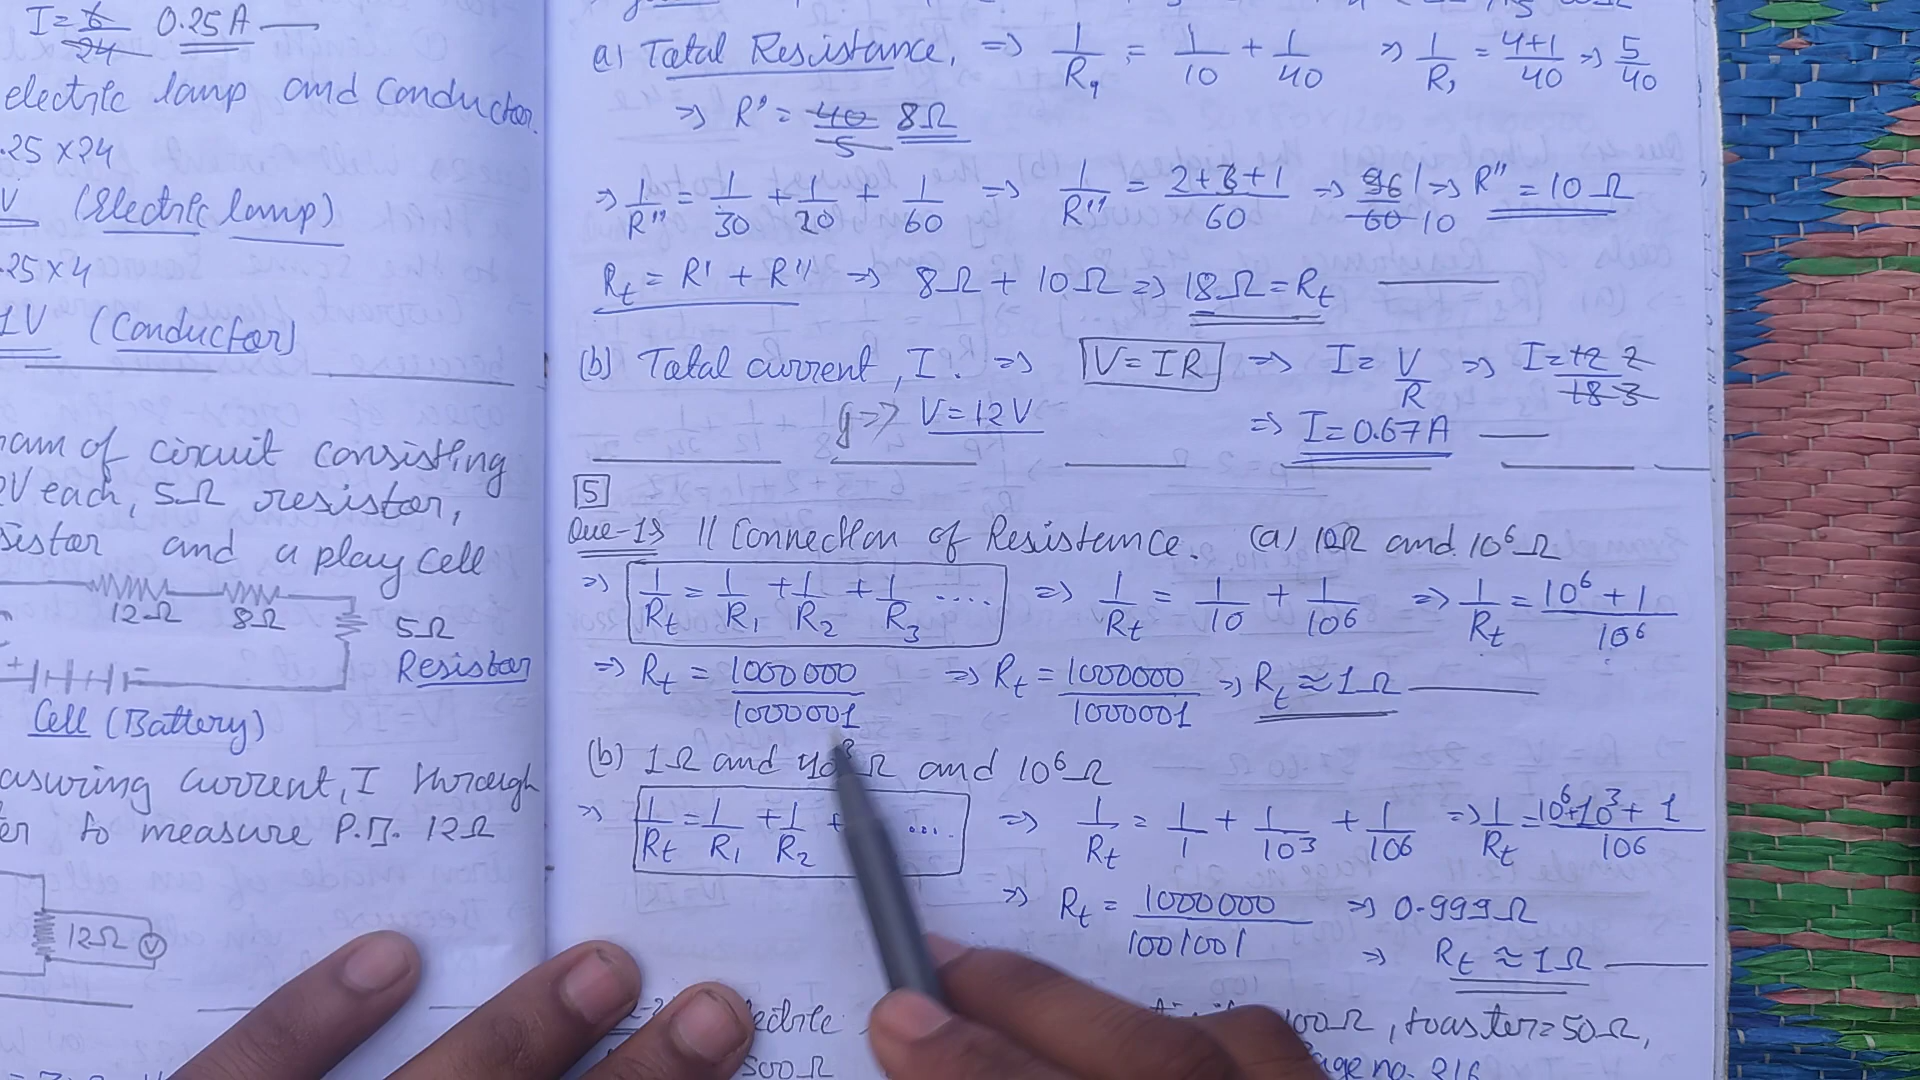 I = 6/24 0.25A
electric lamp and Conductor.
.25 × 24
V (Electric lamp)
.25 × 4
1V (Conductor)
ram of circuit consisting
V each, 5Ω resistor,
sistor and a play cell
12Ω 8Ω 5Ω
Resistor
Cell (Battery)
asuring current, I through
er to measure P.D. 12Ω
12Ω V
a) Total Resistance, => 1/R, = 1/10 + 1/40 => 1/R, = 4+1/40 => 5/40
=> R' = 40/5 8Ω
=> 1/R'' = 1/30 + 1/20 + 1/60 => 1/R'' = 2+3+1/60 => 6 1/60 10 => R'' = 10Ω
Rt = R' + R'' => 8Ω + 10Ω => 18Ω = Rt
(b) Total current, I. => V = IR => I = V/R => I = 12 2/18 3
g => V = 12V => I = 0.67A
5
Que-1> || Connection of Resistance. (a) 1Ω and 10⁶Ω
=> 1/Rt = 1/R₁ + 1/R₂ + 1/R₃ .... => 1/Rt = 1/10 + 1/10⁶ => 1/Rt = 10⁶ + 1/10⁶
=> Rt = 1000000/1000001 => Rt = 1000000/1000001 => Rt ≈ 1Ω
(b) 1Ω and 10³Ω and 10⁶Ω
=> 1/Rt = 1/R₁ + 1/R₂ + .... => 1/Rt = 1/1 + 1/10³ + 1/10⁶ => 1/Rt = 10⁶+10³+1/10⁶
=> Rt = 1000000/1001001 => 0.999Ω
=> Rt ≈ 1Ω
100Ω, toaster = 50Ω,
500Ω no. 216